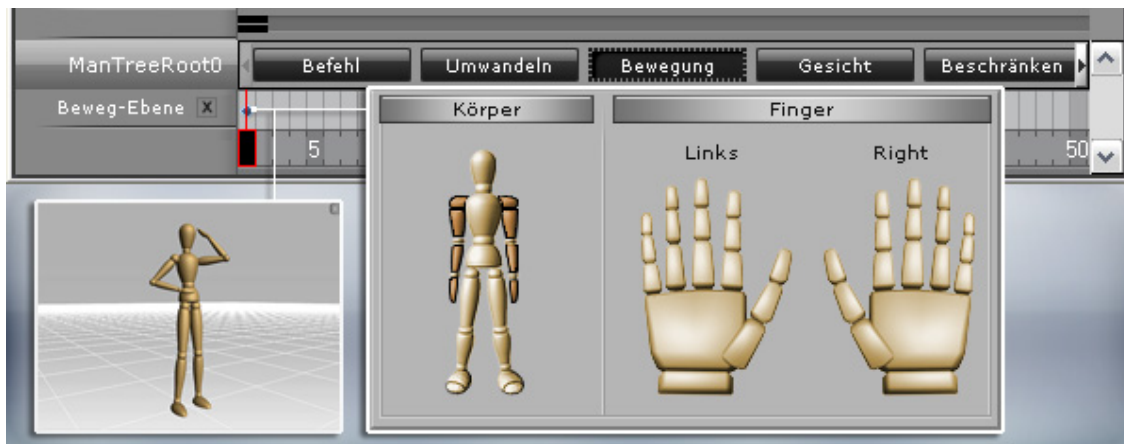 ManTreeRoot0 Befehl Umwandeln Bewegung Gesicht Beschränken
Beweg-Ebene X
5 50
Körper Finger
Links Right